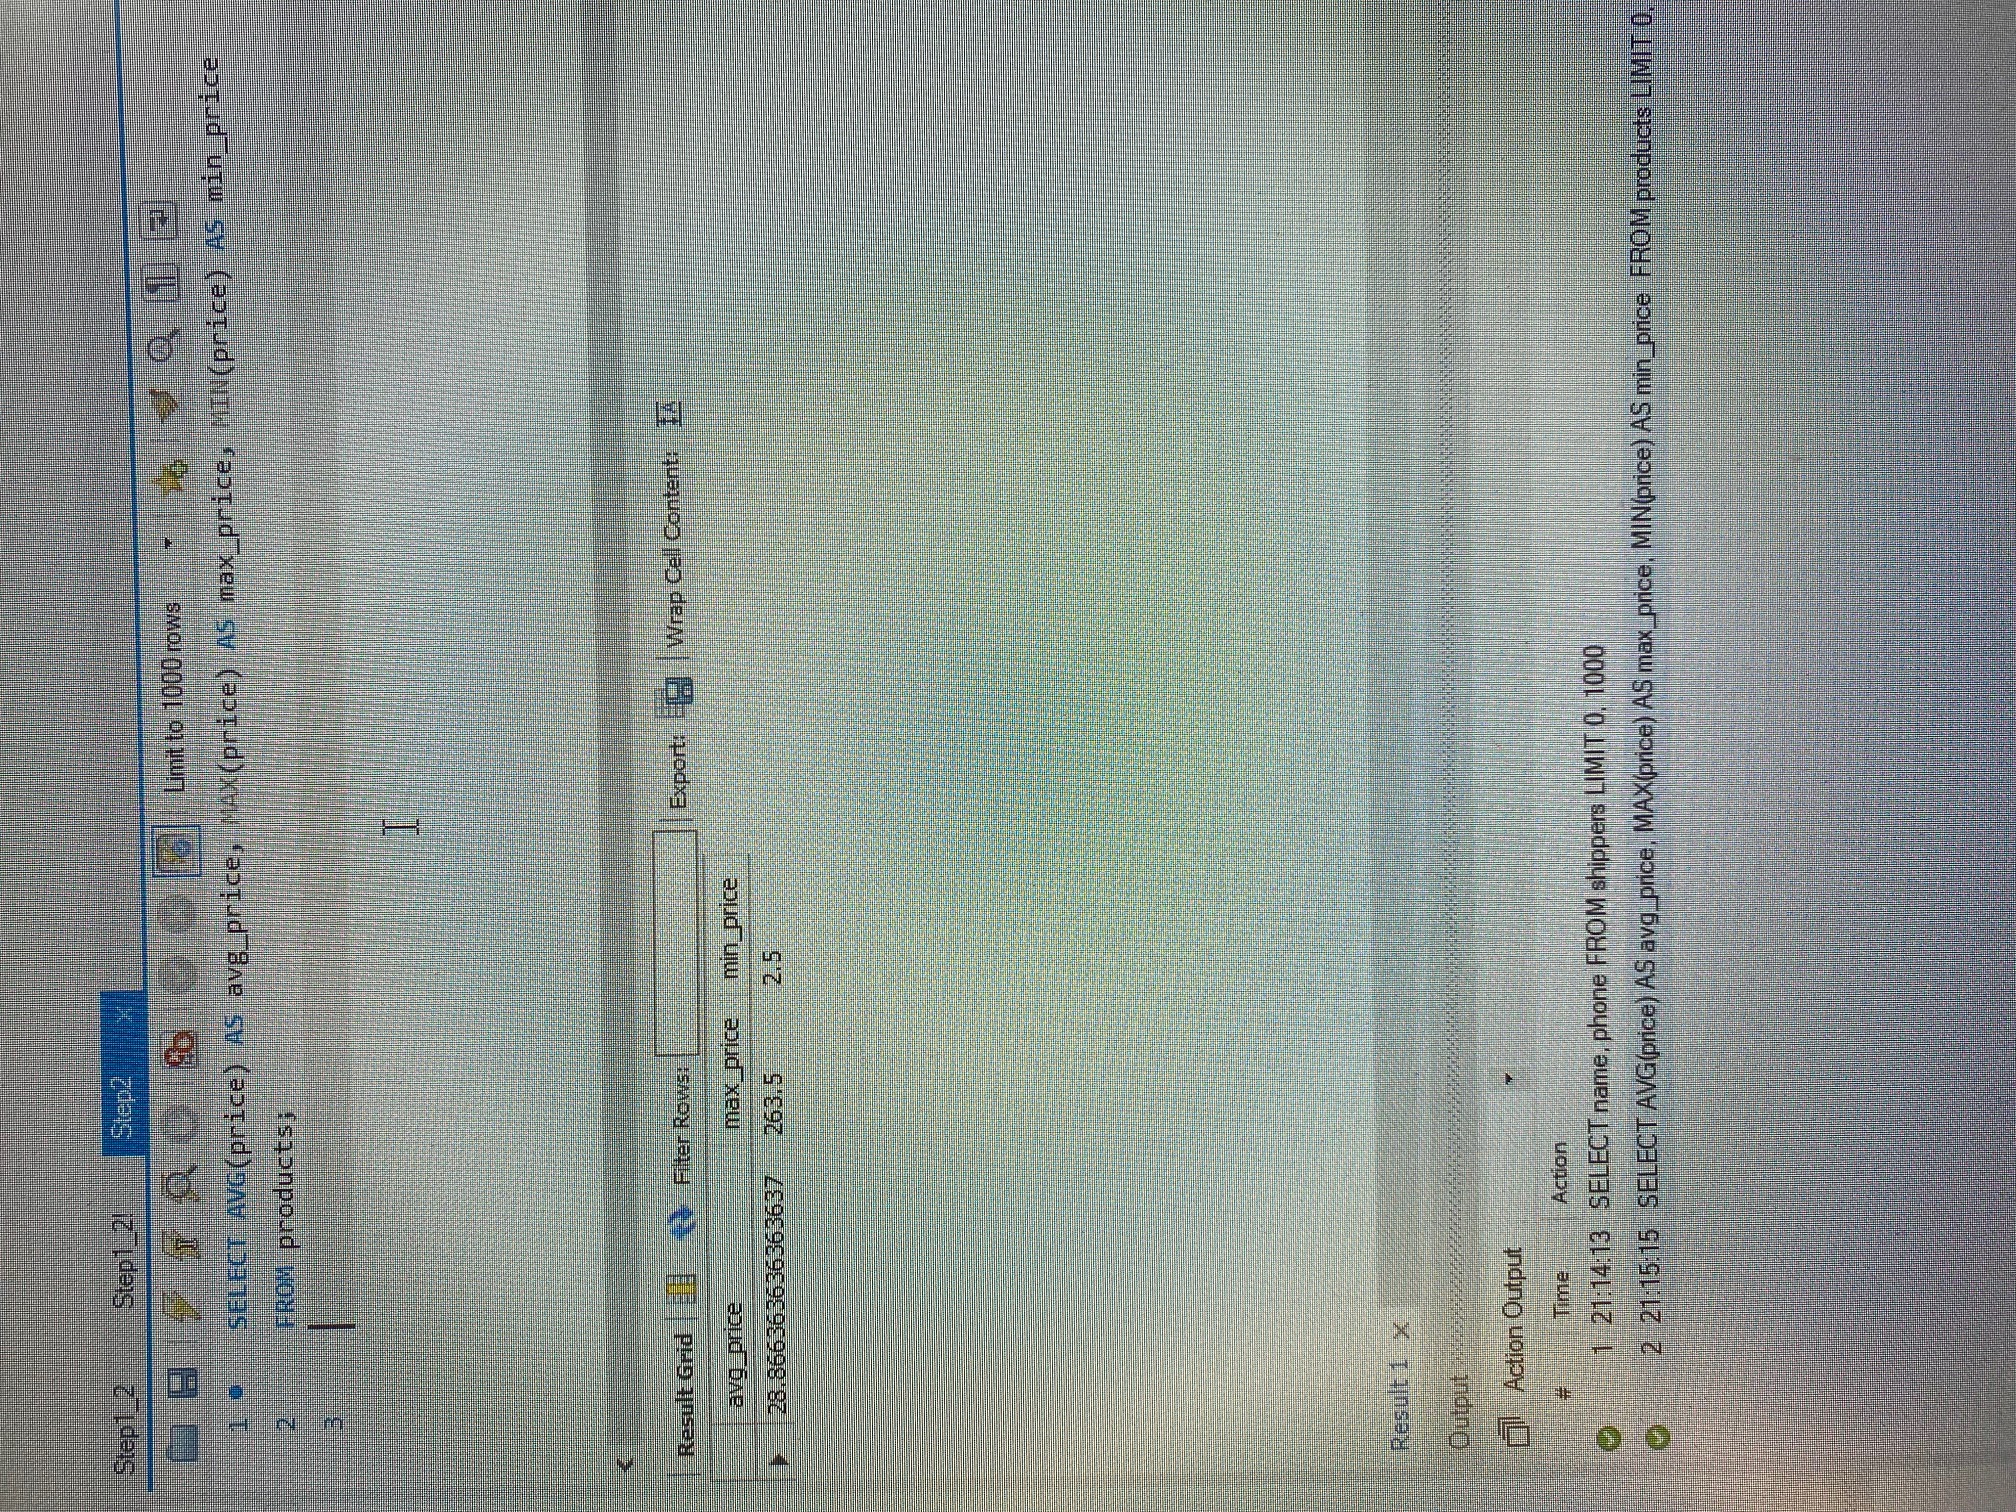 Step1_2 Step1_2! Step2 ×
Limit to 1000 rows
1 SELECT AVG(price) AS avg_price, MAX(price) AS max_price, MIN(price) AS min_price
2 FROM products;
3
Result Grid Filter Rows: Export: Wrap Cell Content: IA
avg_price max_price min_price
28.866363636363637 263.5 2.5
Result 1 ×
Output
Action Output
# Time Action
1 21:14:13 SELECT name, phone FROM shippers LIMIT 0, 1000
2 21:15:15 SELECT AVG(price) AS avg_price, MAX(price) AS max_price, MIN(price) AS min_price FROM products LIMIT 0,